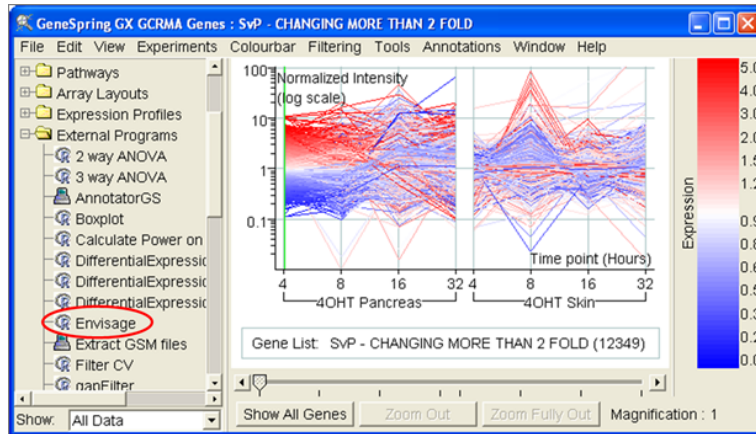 GeneSpring GX GCRMA Genes : SvP - CHANGING MORE THAN 2 FOLD
File Edit View Experiments Colourbar Filtering Tools Annotations Window Help
Pathways
Array Layouts
Expression Profiles
External Programs
2 way ANOVA
3 way ANOVA
AnnotatorGS
Boxplot
Calculate Power on
DifferentialExpressio
DifferentialExpressio
DifferentialExpressio
Envisage
Extract GSM files
Filter CV
gapFilter
Show: All Data
Normalized Intensity
(log scale)
100
10
1
0.1
Time point (Hours)
4 8 16 32 4 8 16 32
4OHT Pancreas 4OHT Skin
Gene List: SvP - CHANGING MORE THAN 2 FOLD (12349)
Show All Genes Zoom Out Zoom Fully Out Magnification : 1
Expression
5.0
4.0
3.0
2.0
1.5
1.2
1.0
0.9
0.8
0.6
0.5
0.3
0.2
0.0